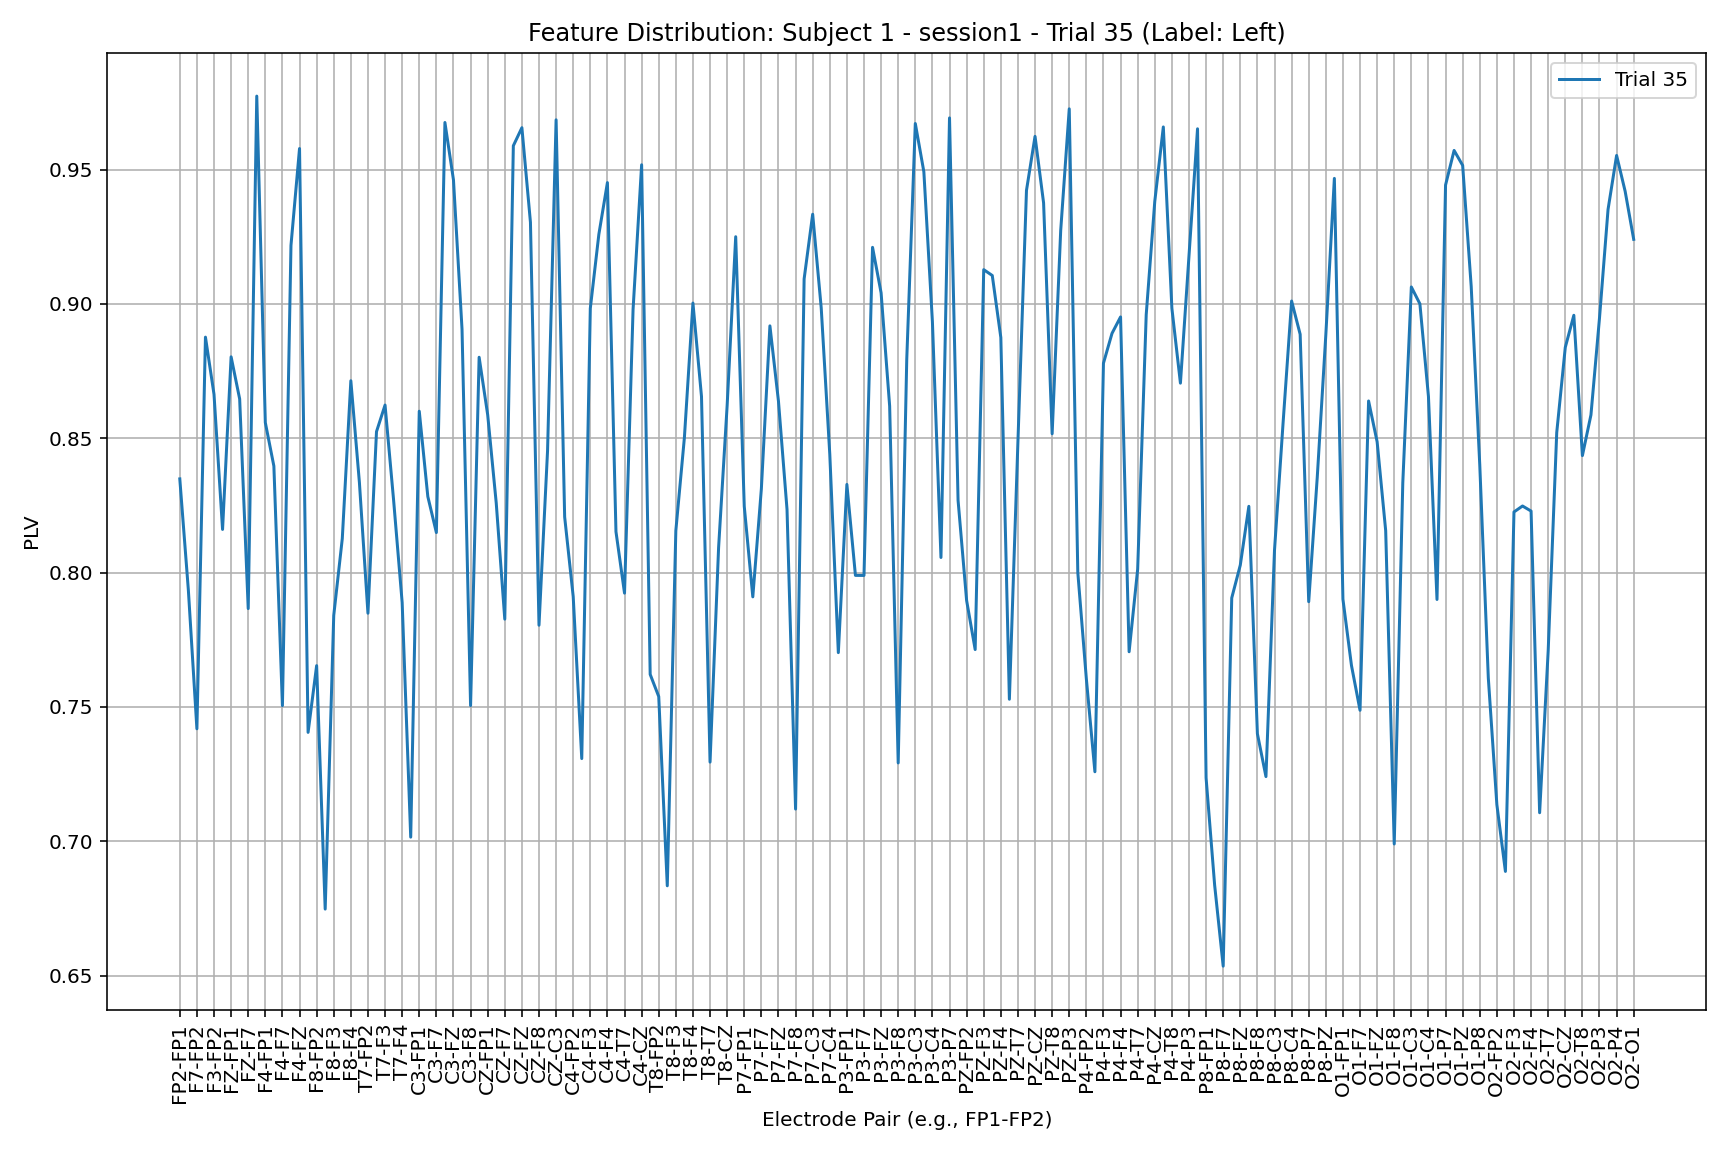 Feature Distribution: Subject 1 - session1 - Trial 35 (Label: Left)
Trial 35
PLV
0.95
0.90
0.85
0.80
0.75
0.70
0.65
FP2-FP1
F7-FP2
F3-FP2
FZ-FP1
FZ-F7
F4-FP1
F4-F7
F4-FZ
F8-FP2
F8-F3
F8-F4
T7-FP2
T7-F3
T7-F4
C3-FP1
C3-F7
C3-FZ
C3-F8
CZ-FP1
CZ-F7
CZ-FZ
CZ-F8
CZ-C3
C4-FP2
C4-F3
C4-F4
C4-T7
C4-CZ
T8-FP2
T8-F3
T8-F4
T8-T7
T8-CZ
P7-FP1
P7-F7
P7-FZ
P7-F8
P7-C3
P7-C4
P3-FP1
P3-F7
P3-FZ
P3-F8
P3-C3
P3-C4
P3-P7
PZ-FP2
PZ-F3
PZ-F4
PZ-T7
PZ-CZ
PZ-T8
PZ-P3
P4-FP2
P4-F3
P4-F4
P4-T7
P4-CZ
P4-T8
P4-P3
P8-FP1
P8-F7
P8-FZ
P8-F8
P8-C3
P8-C4
P8-P7
P8-PZ
O1-FP1
O1-F7
O1-FZ
O1-F8
O1-C3
O1-C4
O1-P7
O1-PZ
O1-P8
O2-FP2
O2-F3
O2-F4
O2-T7
O2-CZ
O2-T8
O2-P3
O2-P4
O2-O1
Electrode Pair (e.g., FP1-FP2)